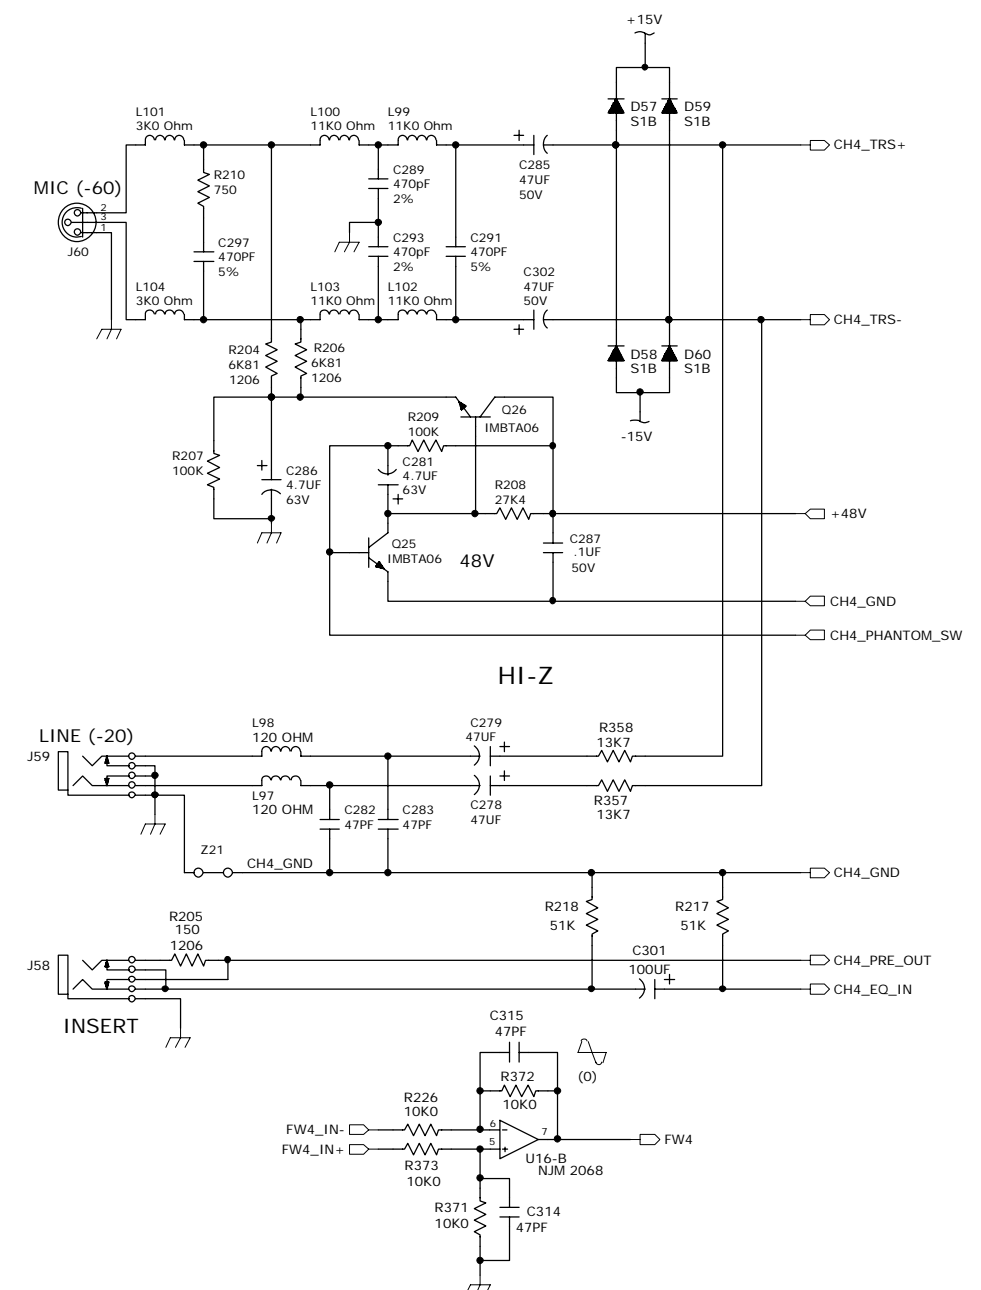 +15V
D57
S1B
D59
S1B
L101
3K0 Ohm
L100
11K0 Ohm
L99
11K0 Ohm
+
C285
47UF
50V
CH4_TRS+
R210
750
C289
470pF
2%
MIC (-60)
2
3
1
J60
C297
470PF
5%
C293
470pF
2%
C291
470PF
5%
C302
47UF
50V
+
L104
3K0 Ohm
L103
11K0 Ohm
L102
11K0 Ohm
CH4_TRS-
R204
6K81
1206
R206
6K81
1206
D58
S1B
D60
S1B
-15V
R209
100K
Q26
IMBTA06
R207
100K
+
C286
4.7UF
63V
C281
4.7UF
63V
+
R208
27K4
+48V
Q25
IMBTA06
48V
C287
.1UF
50V
CH4_GND
CH4_PHANTOM_SW
HI-Z
LINE (-20)
J59
L98
120 OHM
C279
47UF
+
R358
13K7
L97
120 OHM
C278
47UF
+
R357
13K7
C282
47PF
C283
47PF
Z21
CH4_GND
CH4_GND
R218
51K
R217
51K
R205
150
1206
J58
C301
100UF
+
CH4_PRE_OUT
CH4_EQ_IN
INSERT
C315
47PF
(0)
R372
10K0
R226
10K0
FW4_IN-
FW4_IN+
6
-
5
+
7
FW4
U16-B
NJM 2068
R373
10K0
R371
10K0
C314
47PF